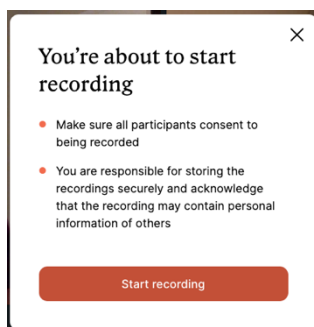 You’re about to start
recording
Make sure all participants consent to
being recorded
You are responsible for storing the
recordings securely and acknowledge
that the recording may contain personal
information of others
Start recording